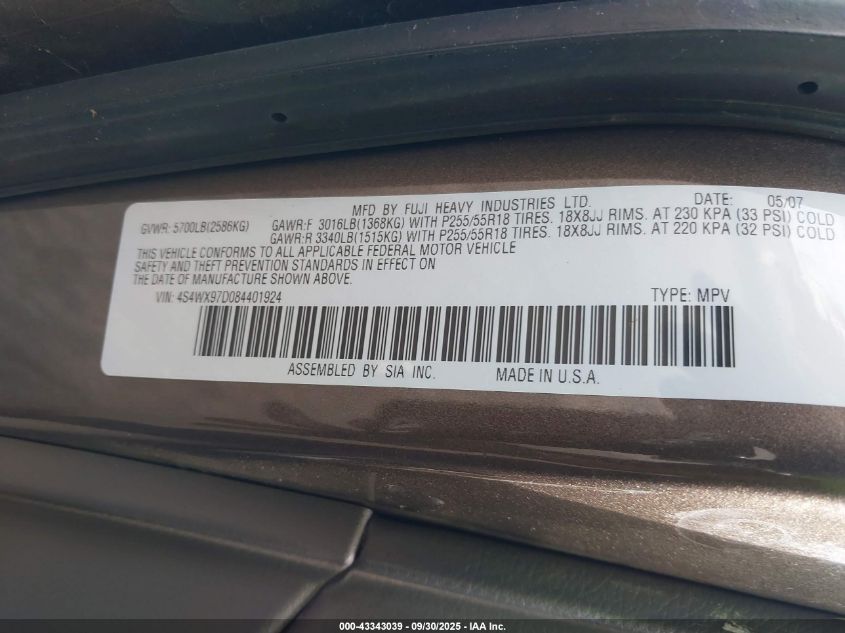 MFD BY FUJI HEAVY INDUSTRIES LTD. DATE: 05/07
GVWR: 5700LB(2586KG) GAWR:F 3016LB(1368KG) WITH P255/55R18 TIRES. 18X8JJ RIMS. AT 230 KPA (33 PSI) COLD
GAWR:R 3340LB(1515KG) WITH P255/55R18 TIRES. 18X8JJ RIMS. AT 220 KPA (32 PSI) COLD
THIS VEHICLE CONFORMS TO ALL APPLICABLE FEDERAL MOTOR VEHICLE
SAFETY AND THEFT PREVENTION STANDARDS IN EFFECT ON
THE DATE OF MANUFACTURE SHOWN ABOVE.
VIN: 4S4WX97D084401924 TYPE: MPV
ASSEMBLED BY SIA INC. MADE IN U.S.A.
000-43343039 - 09/30/2025 - IAA Inc.